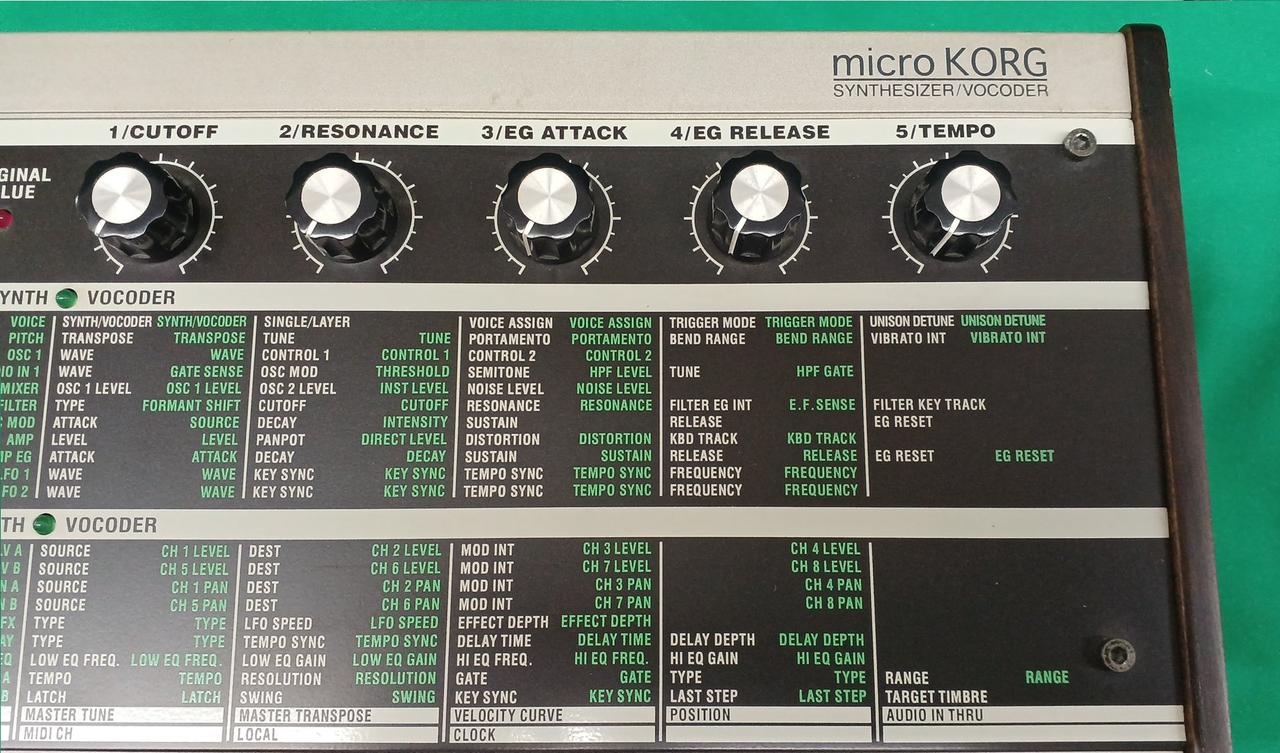 micro KORG
SYNTHESIZER/VOCODER
1/CUTOFF 2/RESONANCE 3/EG ATTACK 4/EG RELEASE 5/TEMPO
GINAL
LUE
YNTH VOCODER
VOICE SYNTH/VOCODER SYNTH/VOCODER SINGLE/LAYER VOICE ASSIGN VOICE ASSIGN TRIGGER MODE TRIGGER MODE UNISON DETUNE UNISON DETUNE
PITCH TRANSPOSE TRANSPOSE TUNE TUNE PORTAMENTO PORTAMENTO BEND RANGE BEND RANGE VIBRATO INT VIBRATO INT
OSC 1 WAVE WAVE CONTROL 1 CONTROL 1 CONTROL 2 CONTROL 2
IO IN 1 WAVE GATE SENSE OSC MOD THRESHOLD SEMITONE HPF LEVEL TUNE HPF GATE
MIXER OSC 1 LEVEL OSC 1 LEVEL OSC 2 LEVEL INST LEVEL NOISE LEVEL NOISE LEVEL
FILTER TYPE FORMANT SHIFT CUTOFF CUTOFF RESONANCE RESONANCE FILTER EG INT E.F.SENSE FILTER KEY TRACK
C MOD ATTACK SOURCE DECAY INTENSITY SUSTAIN RELEASE EG RESET
AMP LEVEL LEVEL PANPOT DIRECT LEVEL DISTORTION DISTORTION KBD TRACK KBD TRACK
MP EG ATTACK ATTACK DECAY DECAY SUSTAIN SUSTAIN RELEASE RELEASE EG RESET EG RESET
LFO 1 WAVE WAVE KEY SYNC KEY SYNC TEMPO SYNC TEMPO SYNC FREQUENCY FREQUENCY
FO 2 WAVE WAVE KEY SYNC KEY SYNC TEMPO SYNC TEMPO SYNC FREQUENCY FREQUENCY
TH VOCODER
V A SOURCE CH 1 LEVEL DEST CH 2 LEVEL MOD INT CH 3 LEVEL CH 4 LEVEL
V B SOURCE CH 5 LEVEL DEST CH 6 LEVEL MOD INT CH 7 LEVEL CH 8 LEVEL
N A SOURCE CH 1 PAN DEST CH 2 PAN MOD INT CH 3 PAN CH 4 PAN
N B SOURCE CH 5 PAN DEST CH 6 PAN MOD INT CH 7 PAN CH 8 PAN
FX TYPE TYPE LFO SPEED LFO SPEED EFFECT DEPTH EFFECT DEPTH
AY TYPE TYPE TEMPO SYNC TEMPO SYNC DELAY TIME DELAY TIME DELAY DEPTH DELAY DEPTH
EQ LOW EQ FREQ. LOW EQ FREQ. LOW EQ GAIN LOW EQ GAIN HI EQ FREQ. HI EQ FREQ. HI EQ GAIN HI EQ GAIN
A TEMPO TEMPO RESOLUTION RESOLUTION GATE GATE TYPE TYPE RANGE RANGE
B LATCH LATCH SWING SWING KEY SYNC KEY SYNC LAST STEP LAST STEP TARGET TIMBRE
MASTER TUNE MASTER TRANSPOSE VELOCITY CURVE POSITION AUDIO IN THRU
MIDI CH LOCAL CLOCK